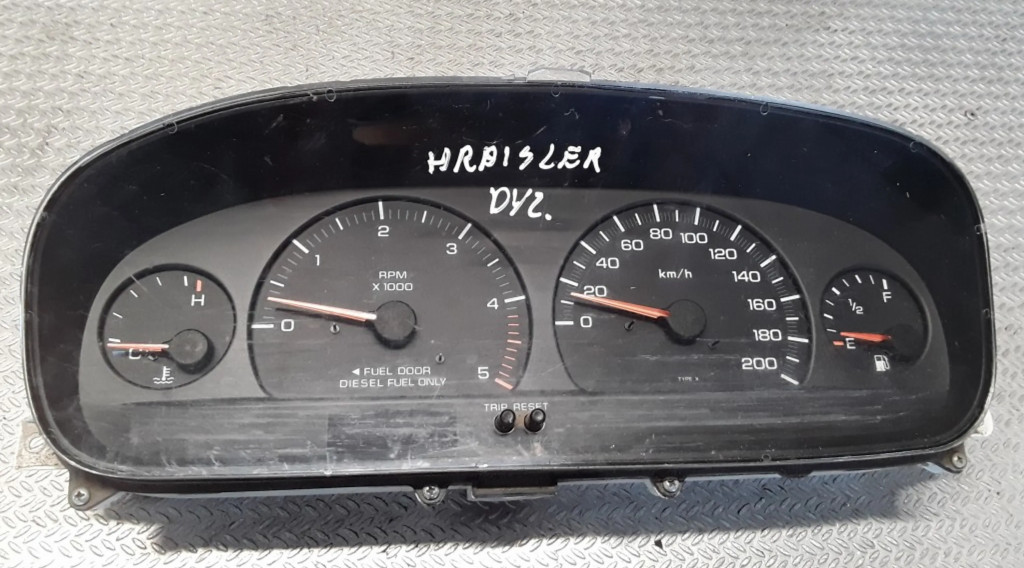 HRAISLER
DYZ.
H
C
1
2
3
4
5
0
RPM
X 1000
◄ FUEL DOOR
DIESEL FUEL ONLY
0
20
40
60
80
100
120
140
160
180
200
km/h
TYPE X
F
1/2
E
TRIP RESET